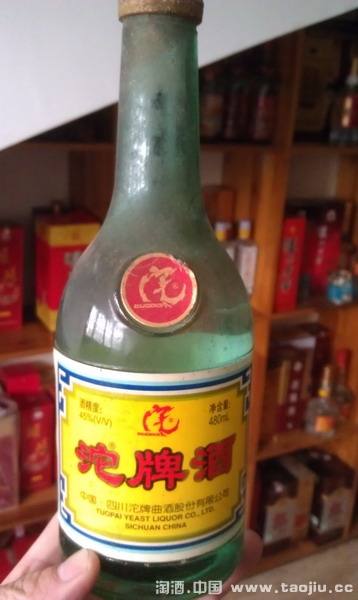 酒精度:
45%(V/V)
净含量:
480mL
沱牌酒
中国·四川沱牌曲酒股份有限公司
TUOPAI YEAST LIQUOR CO., LTD.
SICHUAN CHINA
淘酒.中国 www.taojiu.cc